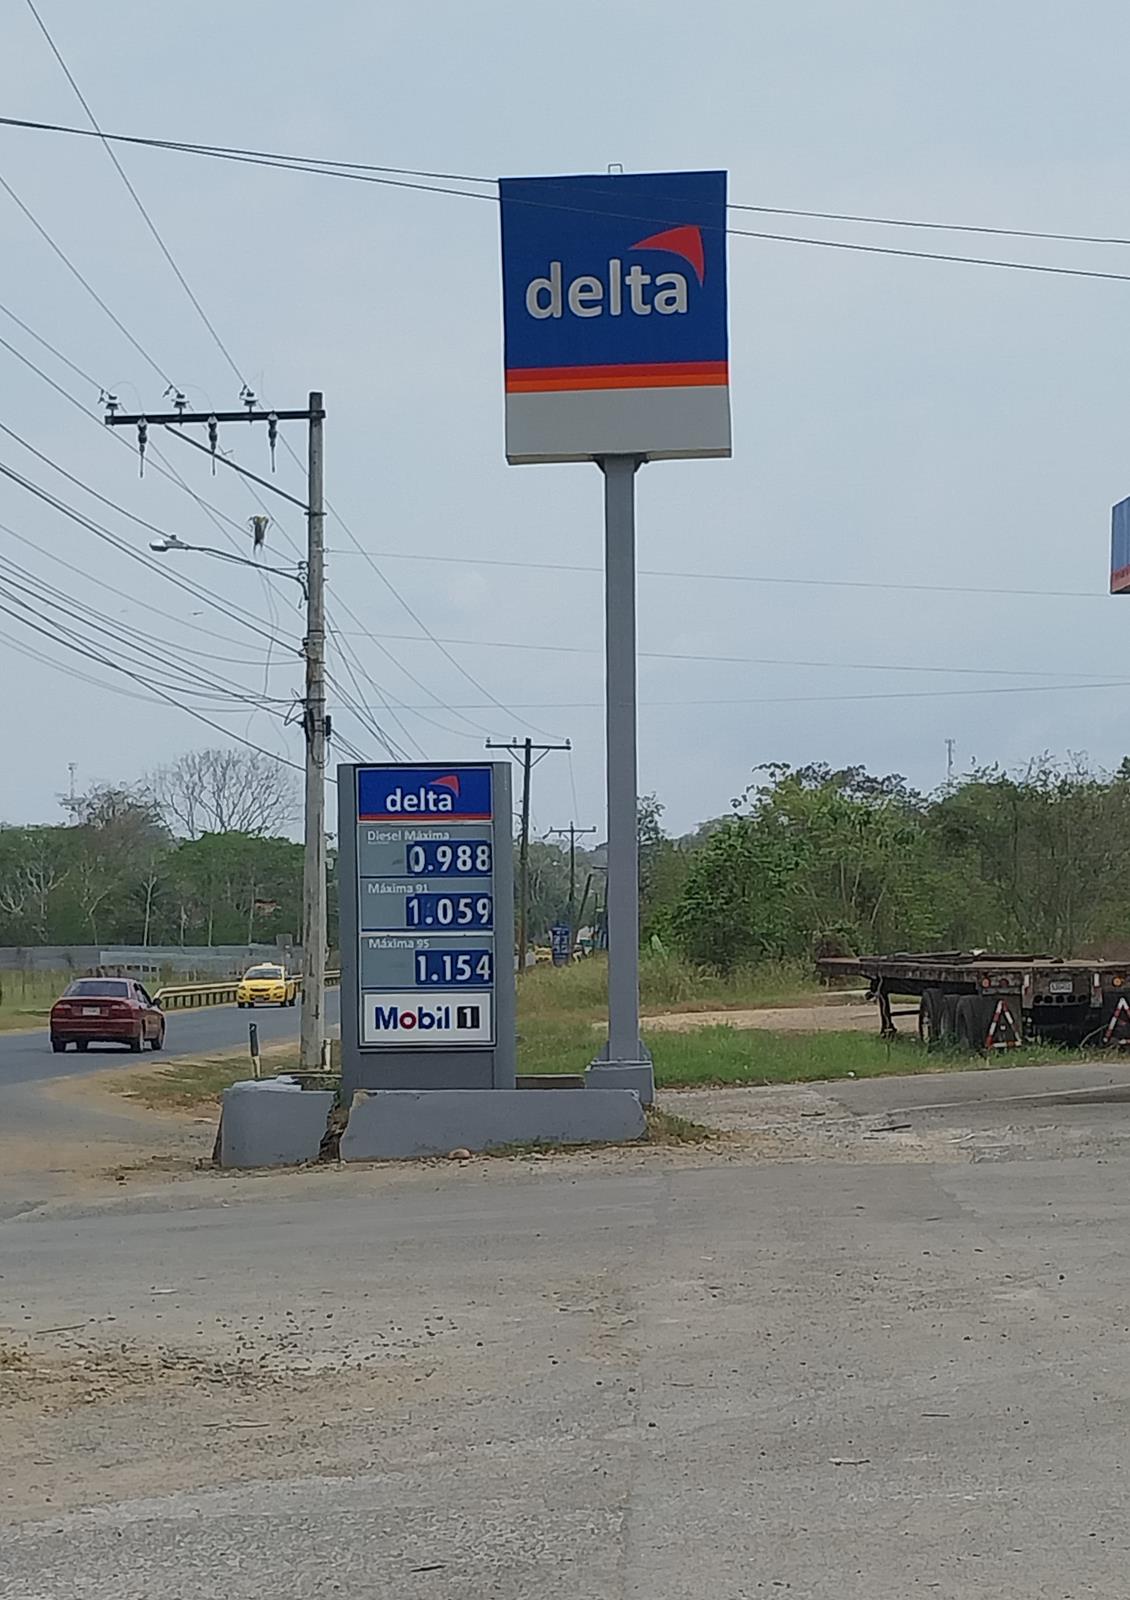 delta
delta
Diesel Máxima
0.988
Máxima 91
1.059
Máxima 95
1.154
Mobil 1